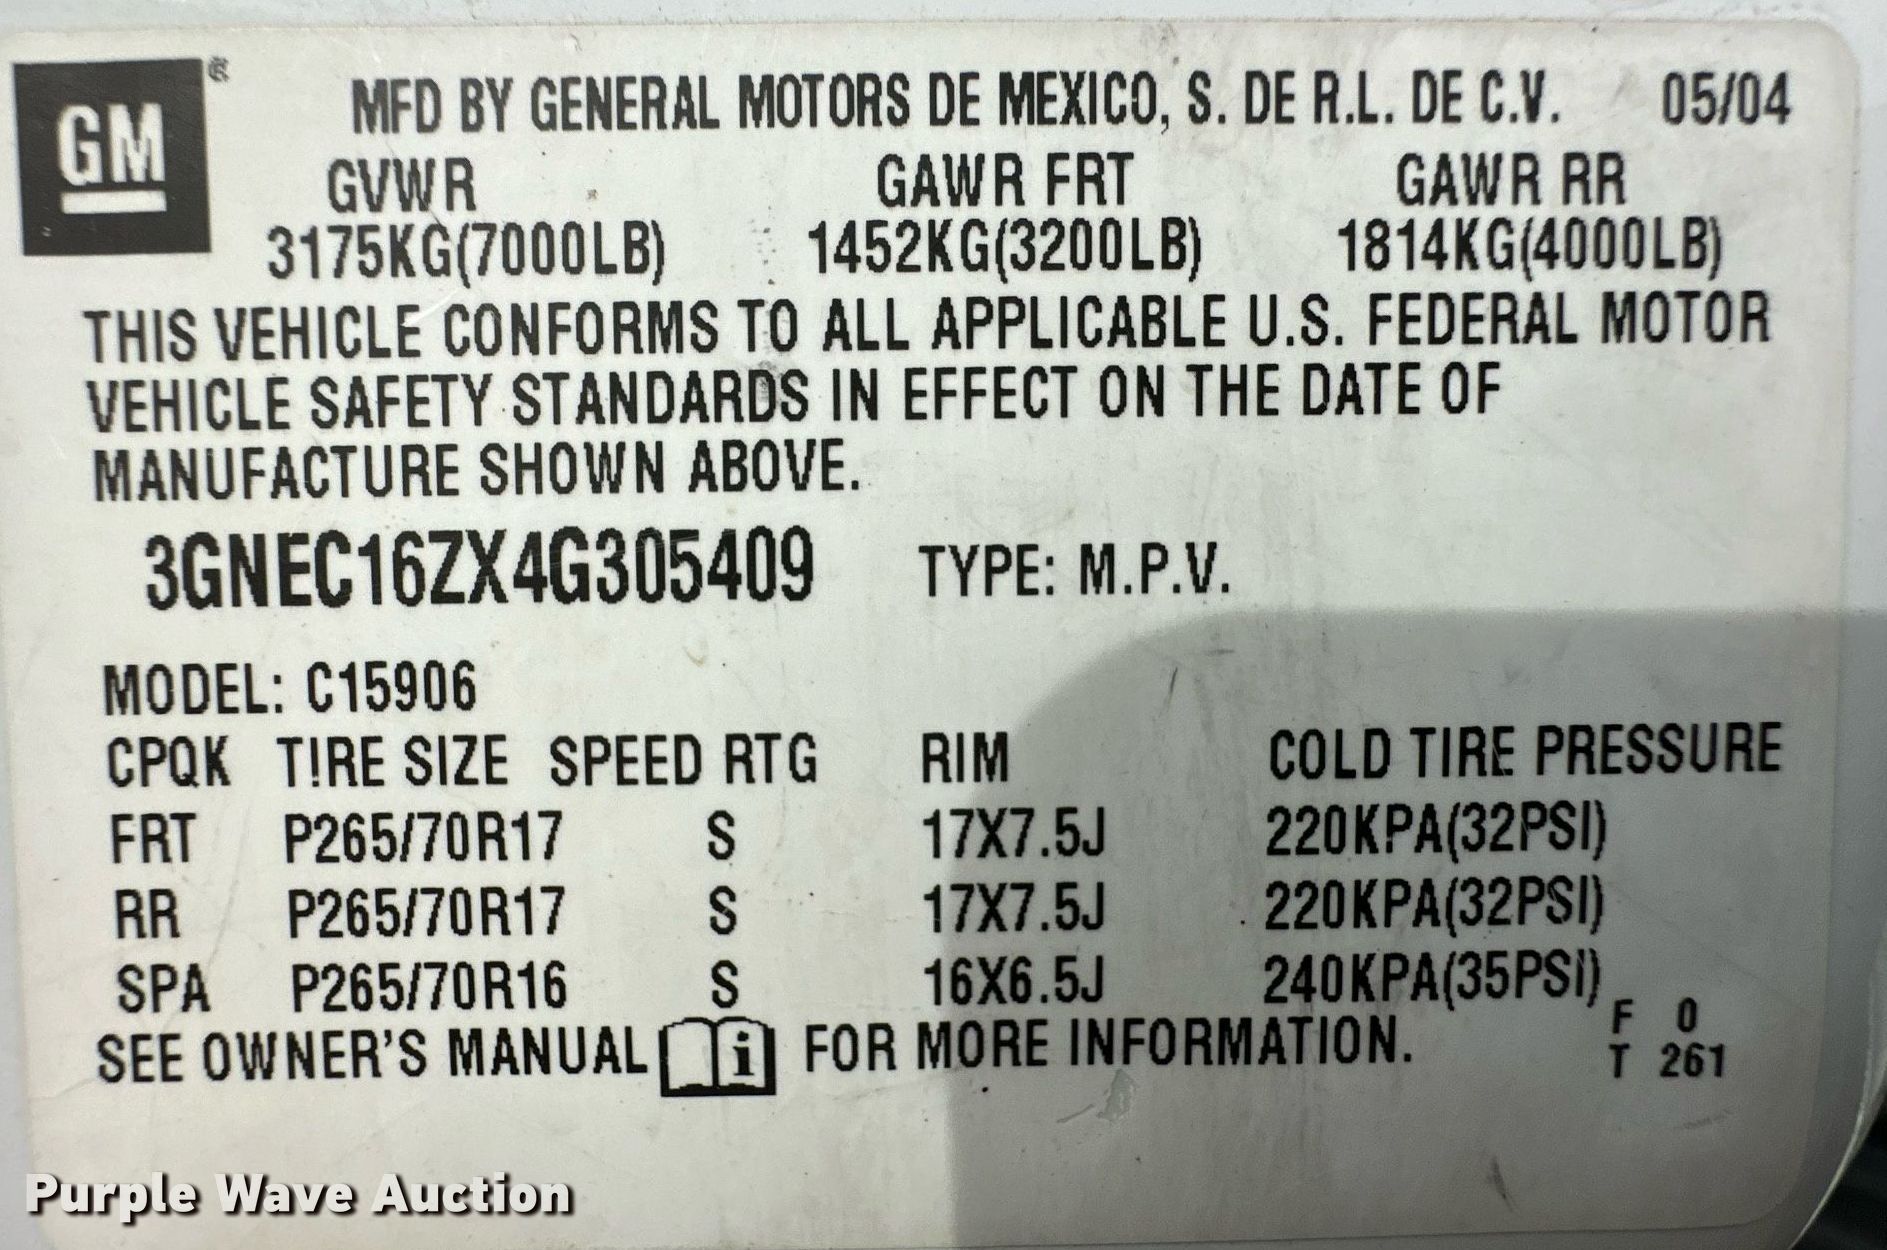 GM ®
MFD BY GENERAL MOTORS DE MEXICO, S. DE R.L. DE C.V. 05/04
GVWR GAWR FRT GAWR RR
3175KG(7000LB) 1452KG(3200LB) 1814KG(4000LB)
THIS VEHICLE CONFORMS TO ALL APPLICABLE U.S. FEDERAL MOTOR
VEHICLE SAFETY STANDARDS IN EFFECT ON THE DATE OF
MANUFACTURE SHOWN ABOVE.
3GNEC16ZX4G305409 TYPE: M.P.V.
MODEL: C15906
CPQK TIRE SIZE SPEED RTG RIM COLD TIRE PRESSURE
FRT P265/70R17 S 17X7.5J 220KPA(32PSI)
RR P265/70R17 S 17X7.5J 220KPA(32PSI)
SPA P265/70R16 S 16X6.5J 240KPA(35PSI)
SEE OWNER'S MANUAL i FOR MORE INFORMATION.
F 0
T 261
Purple Wave Auction